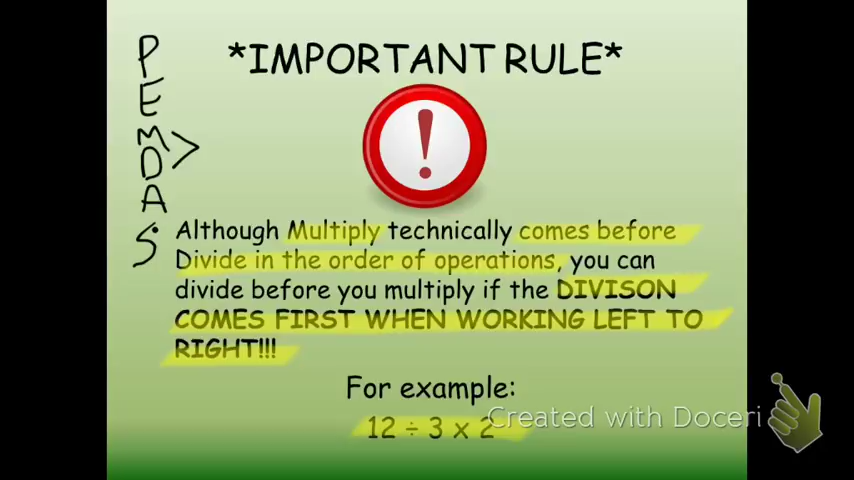 P
E
M >
D
A
S
*IMPORTANT RULE*
!
Although Multiply technically comes before
Divide in the order of operations, you can
divide before you multiply if the DIVISON
COMES FIRST WHEN WORKING LEFT TO
RIGHT!!!
For example:
12 ÷ 3 x 2
Created with Doceri